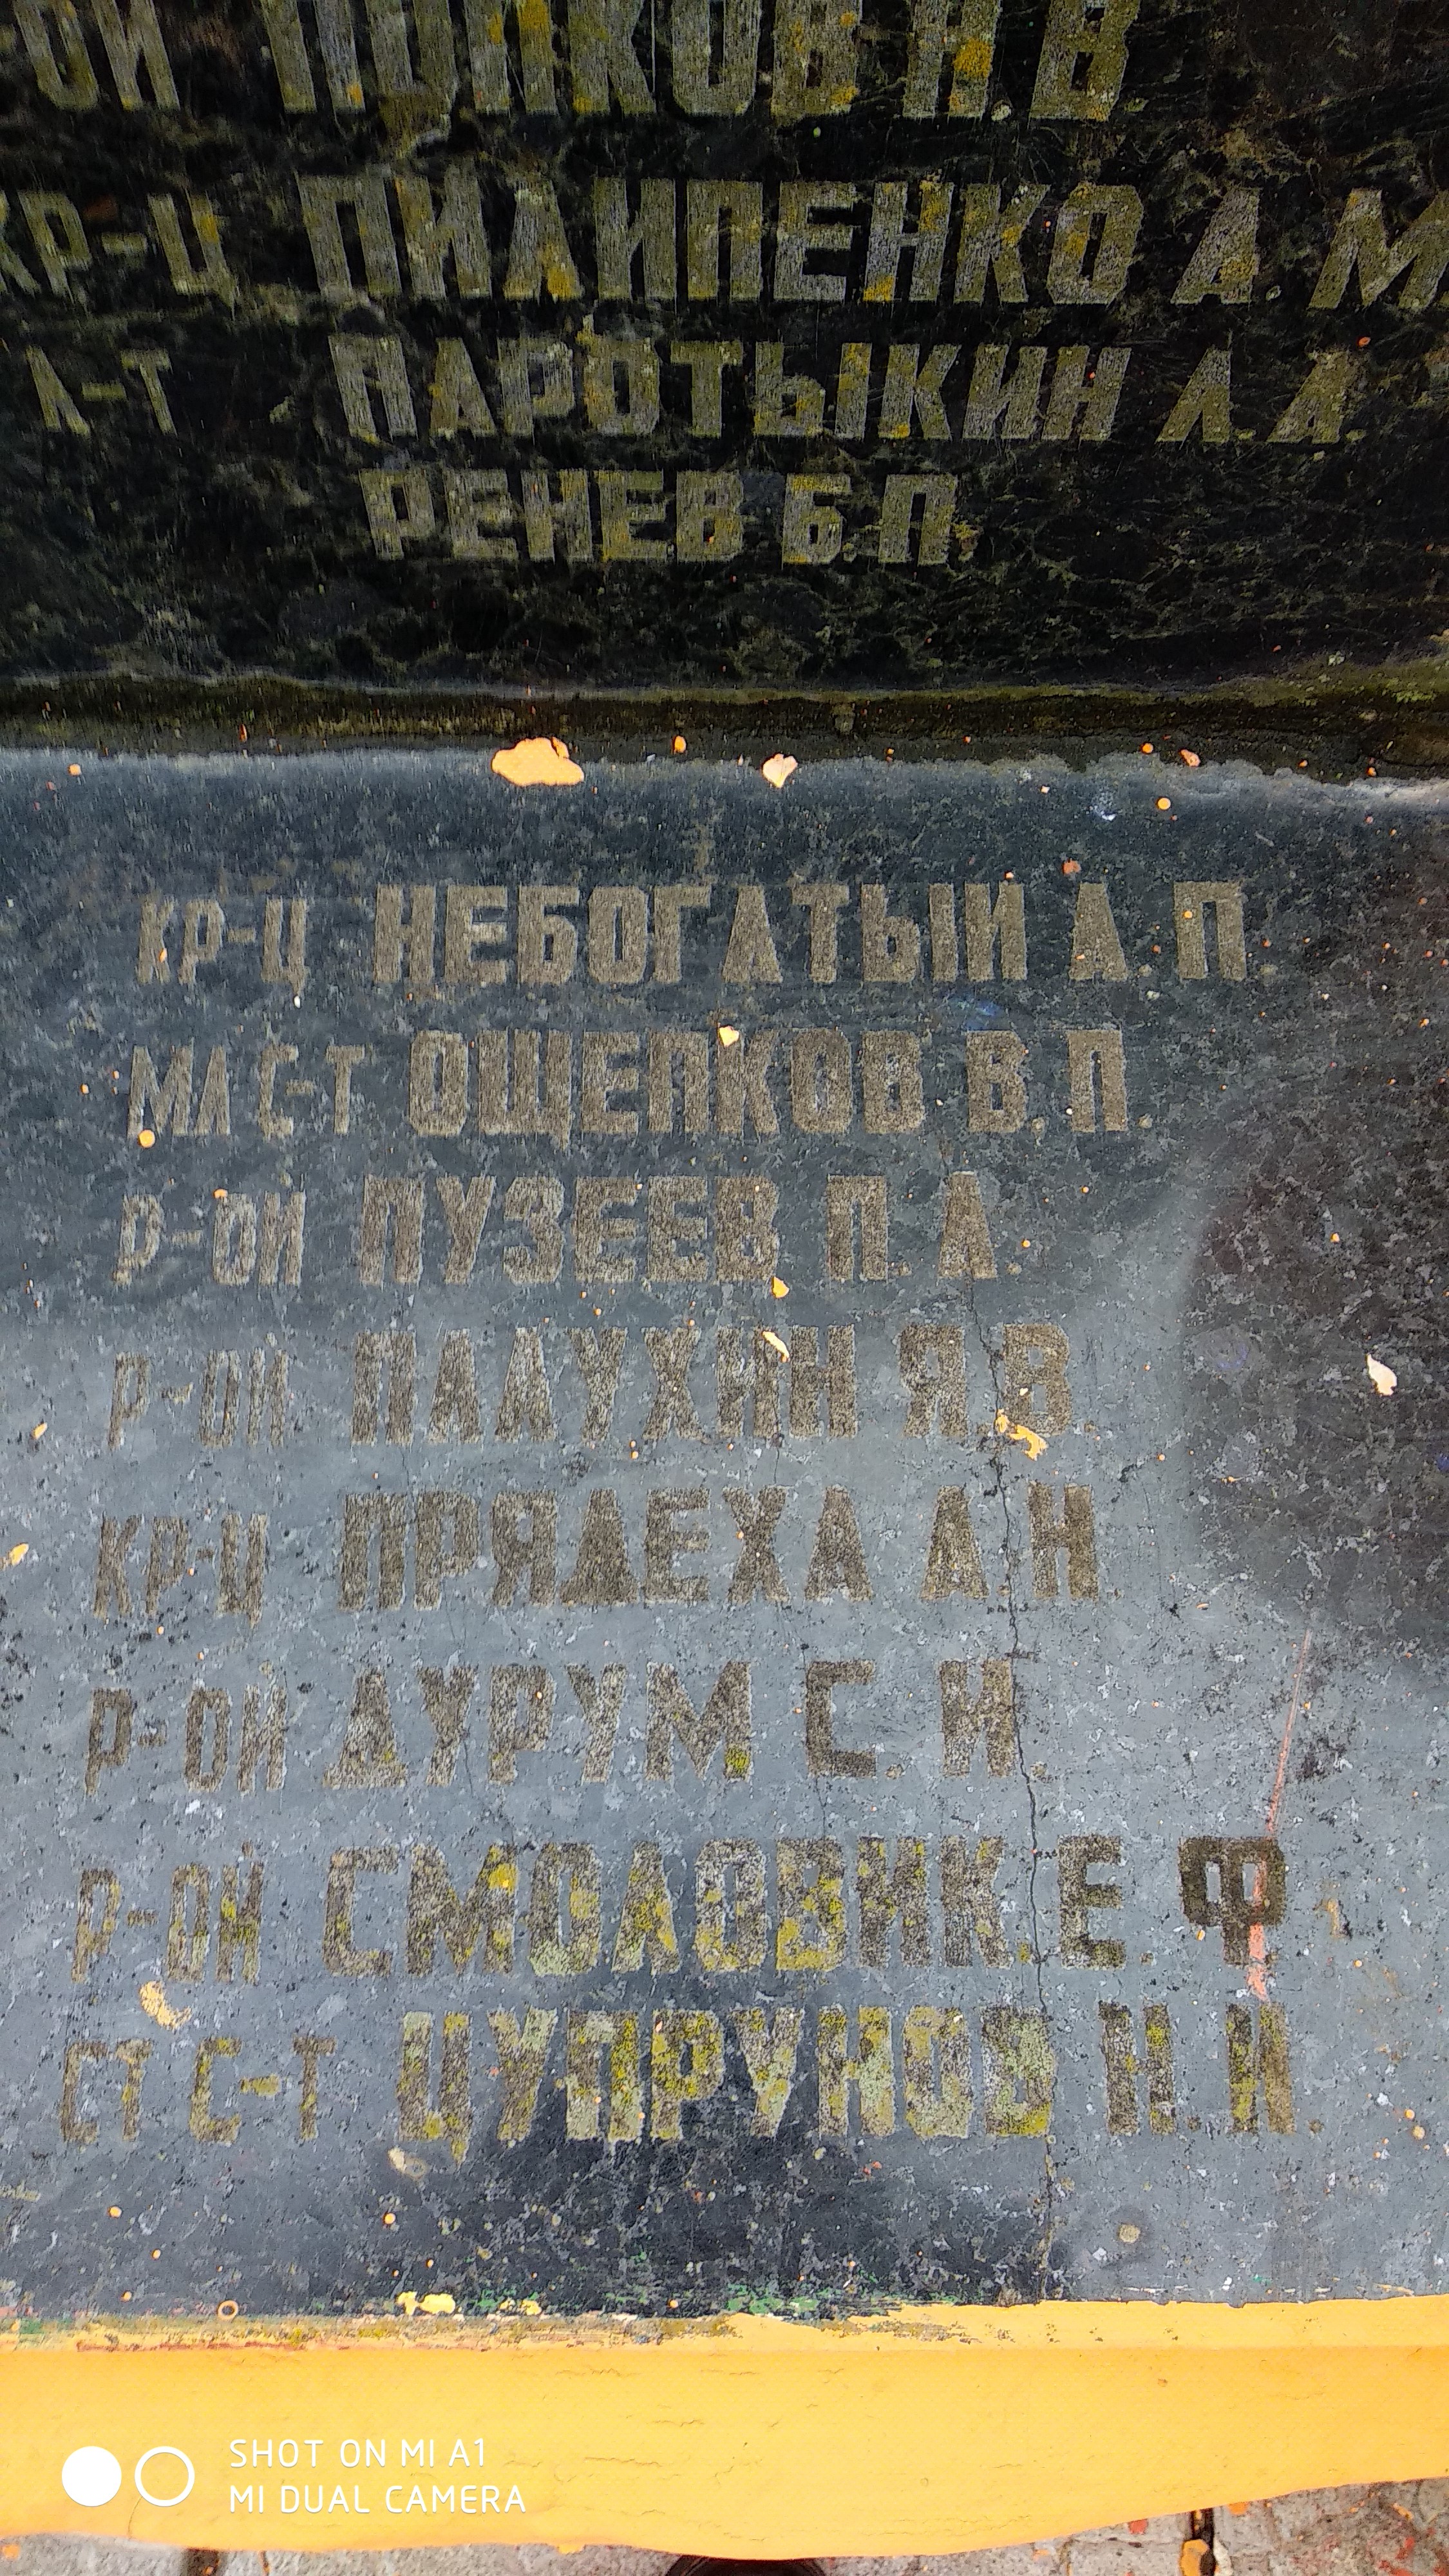 КР-Ц ПИЛИПЕНКО А.М
Л-Т ПАРОТЫКИН Л.А.
РЕНЕВ Б.П
КР-Ц НЕБОГАТЫЙ А.П.
МЛ С-Т ОЩЕПКОВ В.П.
Р-ОЙ ПУЗЕЕВ П.А.
Р-ОЙ ПЛАУХИН Я.В
КР-Ц ПРЯДЕХА А.Н.
Р-ОЙ ДУРУМ С.И.
Р-ОЙ СМОЛОВИК.Е.Ф.
СТ С-Т ЦУПРУНОВ Н.И.
SHOT ON MI A1
MI DUAL CAMERA